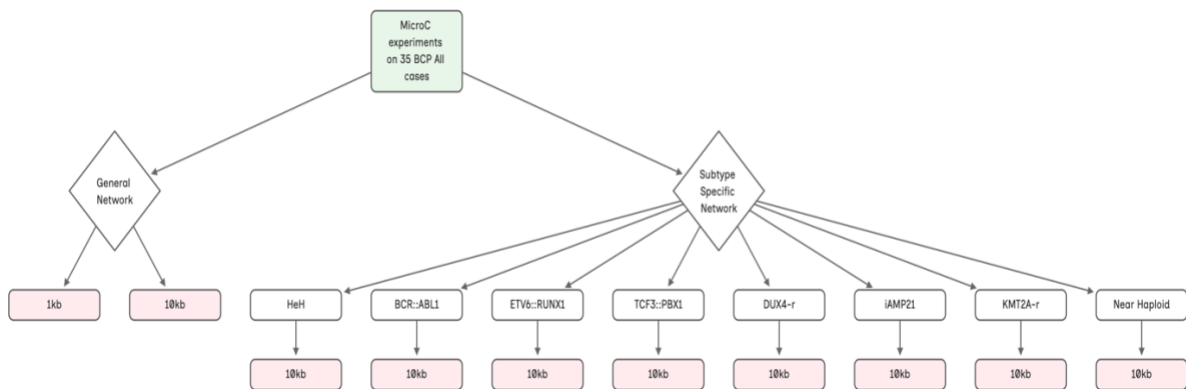 MicroC
experiments
on 35 BCP All
cases
General
Network
Subtype
Specific
Network
1kb
10kb
HeH
BCR::ABL1
ETV6::RUNX1
TCF3::PBX1
DUX4-r
iAMP21
KMT2A-r
Near Haploid
10kb
10kb
10kb
10kb
10kb
10kb
10kb
10kb